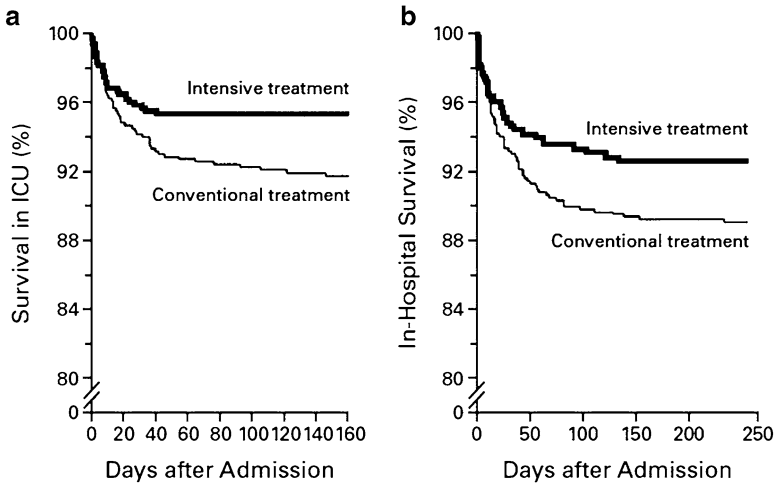 a
Survival in ICU (%)
100
96
92
88
84
80
0
Intensive treatment
Conventional treatment
0 20 40 60 80 100 120 140 160
Days after Admission
b
In-Hospital Survival (%)
100
96
92
88
84
80
0
Intensive treatment
Conventional treatment
0 50 100 150 200 250
Days after Admission